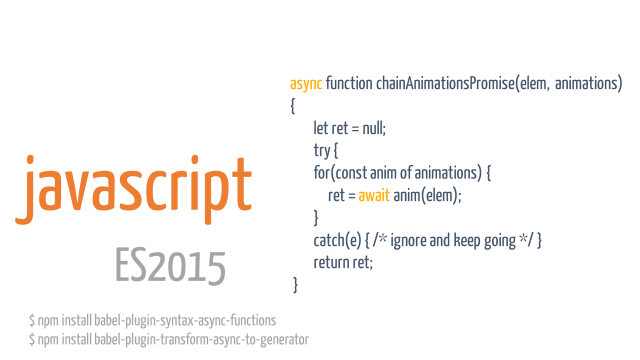 javascript
ES2015
$ npm install babel-plugin-syntax-async-functions
$ npm install babel-plugin-transform-async-to-generator
async function chainAnimationsPromise(elem, animations)
{
let ret = null;
try {
for(const anim of animations) {
ret = await anim(elem);
}
catch(e) { /* ignore and keep going */ }
return ret;
}